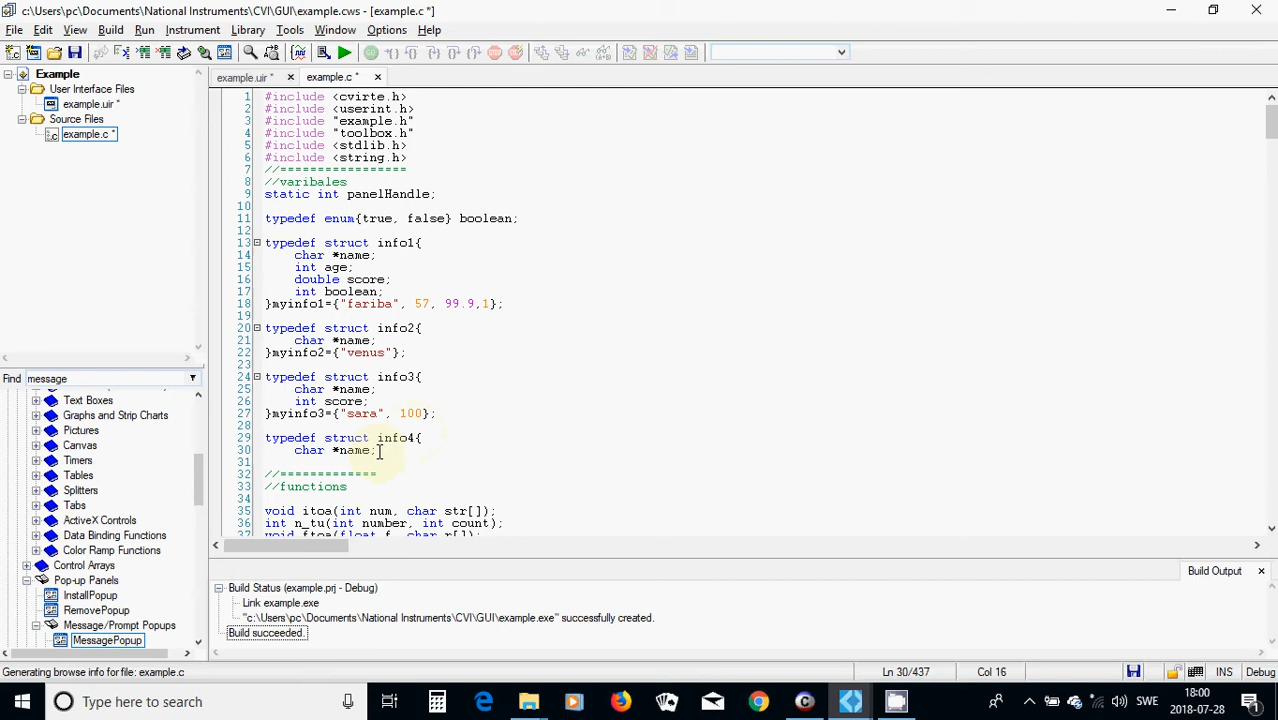 c:\Users\pc\Documents\National Instruments\CVI\GUI\example.cws - [example.c *]
File Edit View Build Run Instrument Library Tools Window Options Help
Example
User Interface Files
example.uir *
Source Files
example.c *
example.uir * example.c *
1 #include <cvirte.h>
2 #include <userint.h>
3 #include "example.h"
4 #include "toolbox.h"
5 #include <stdlib.h>
6 #include <string.h>
7 //=================
8 //varibales
9 static int panelHandle;
10
11 typedef enum{true, false} boolean;
12
13 typedef struct info1{
14 char *name;
15 int age;
16 double score;
17 int boolean;
18 }myinfo1={"fariba", 57, 99.9,1};
19
20 typedef struct info2{
21 char *name;
22 }myinfo2={"venus"};
23
24 typedef struct info3{
25 char *name;
26 int score;
27 }myinfo3={"sara", 100};
28
29 typedef struct info4{
30 char *name;
31
32 //=============
33 //functions
34
35 void itoa(int num, char str[]);
36 int n_tu(int number, int count);
37 void ftoa(float f, char r[]);
Find message
Text Boxes
Graphs and Strip Charts
Pictures
Canvas
Timers
Tables
Splitters
Tabs
ActiveX Controls
Data Binding Functions
Color Ramp Functions
Control Arrays
Pop-up Panels
InstallPopup
RemovePopup
Message/Prompt Popups
MessagePopup
Build Output
Build Status (example.prj - Debug)
Link example.exe
"c:\Users\pc\Documents\National Instruments\CVI\GUI\example.exe" successfully created.
Build succeeded.
Generating browse info for file: example.c
Ln 30/437 Col 16 INS Debug
Type here to search
SWE
18:00
2018-07-28